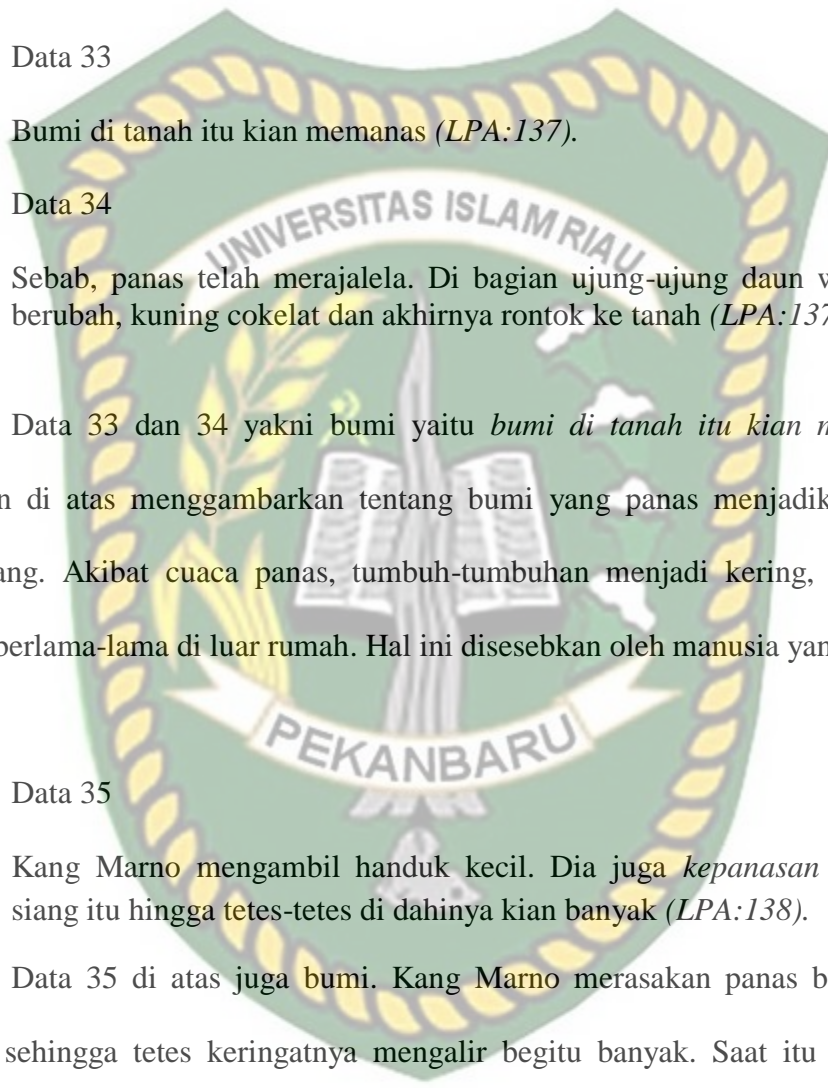 Data 33
Bumi di tanah itu kian memanas (LPA:137).
Data 34
UNIVERSITAS ISLAM RIAU
Sebab, panas telah merajalela. Di bagian ujung-ujung daun
berubah, kuning cokelat dan akhirnya rontok ke tanah (LPA:137
Data 33 dan 34 yakni bumi yaitu bumi di tanah itu kian
di atas menggambarkan tentang bumi yang panas
Akibat cuaca panas, tumbuh-tumbuhan menjadi kering,
berlama-lama di luar rumah. Hal ini disesebkan oleh manusia
PEKANBARU
Data 35
Kang Marno mengambil handuk kecil. Dia juga kepanasan
siang itu hingga tetes-tetes di dahinya kian banyak (LPA:138).
Data 35 di atas juga bumi. Kang Marno merasakan panas
sehingga tetes keringatnya mengalir begitu banyak. Saat itu